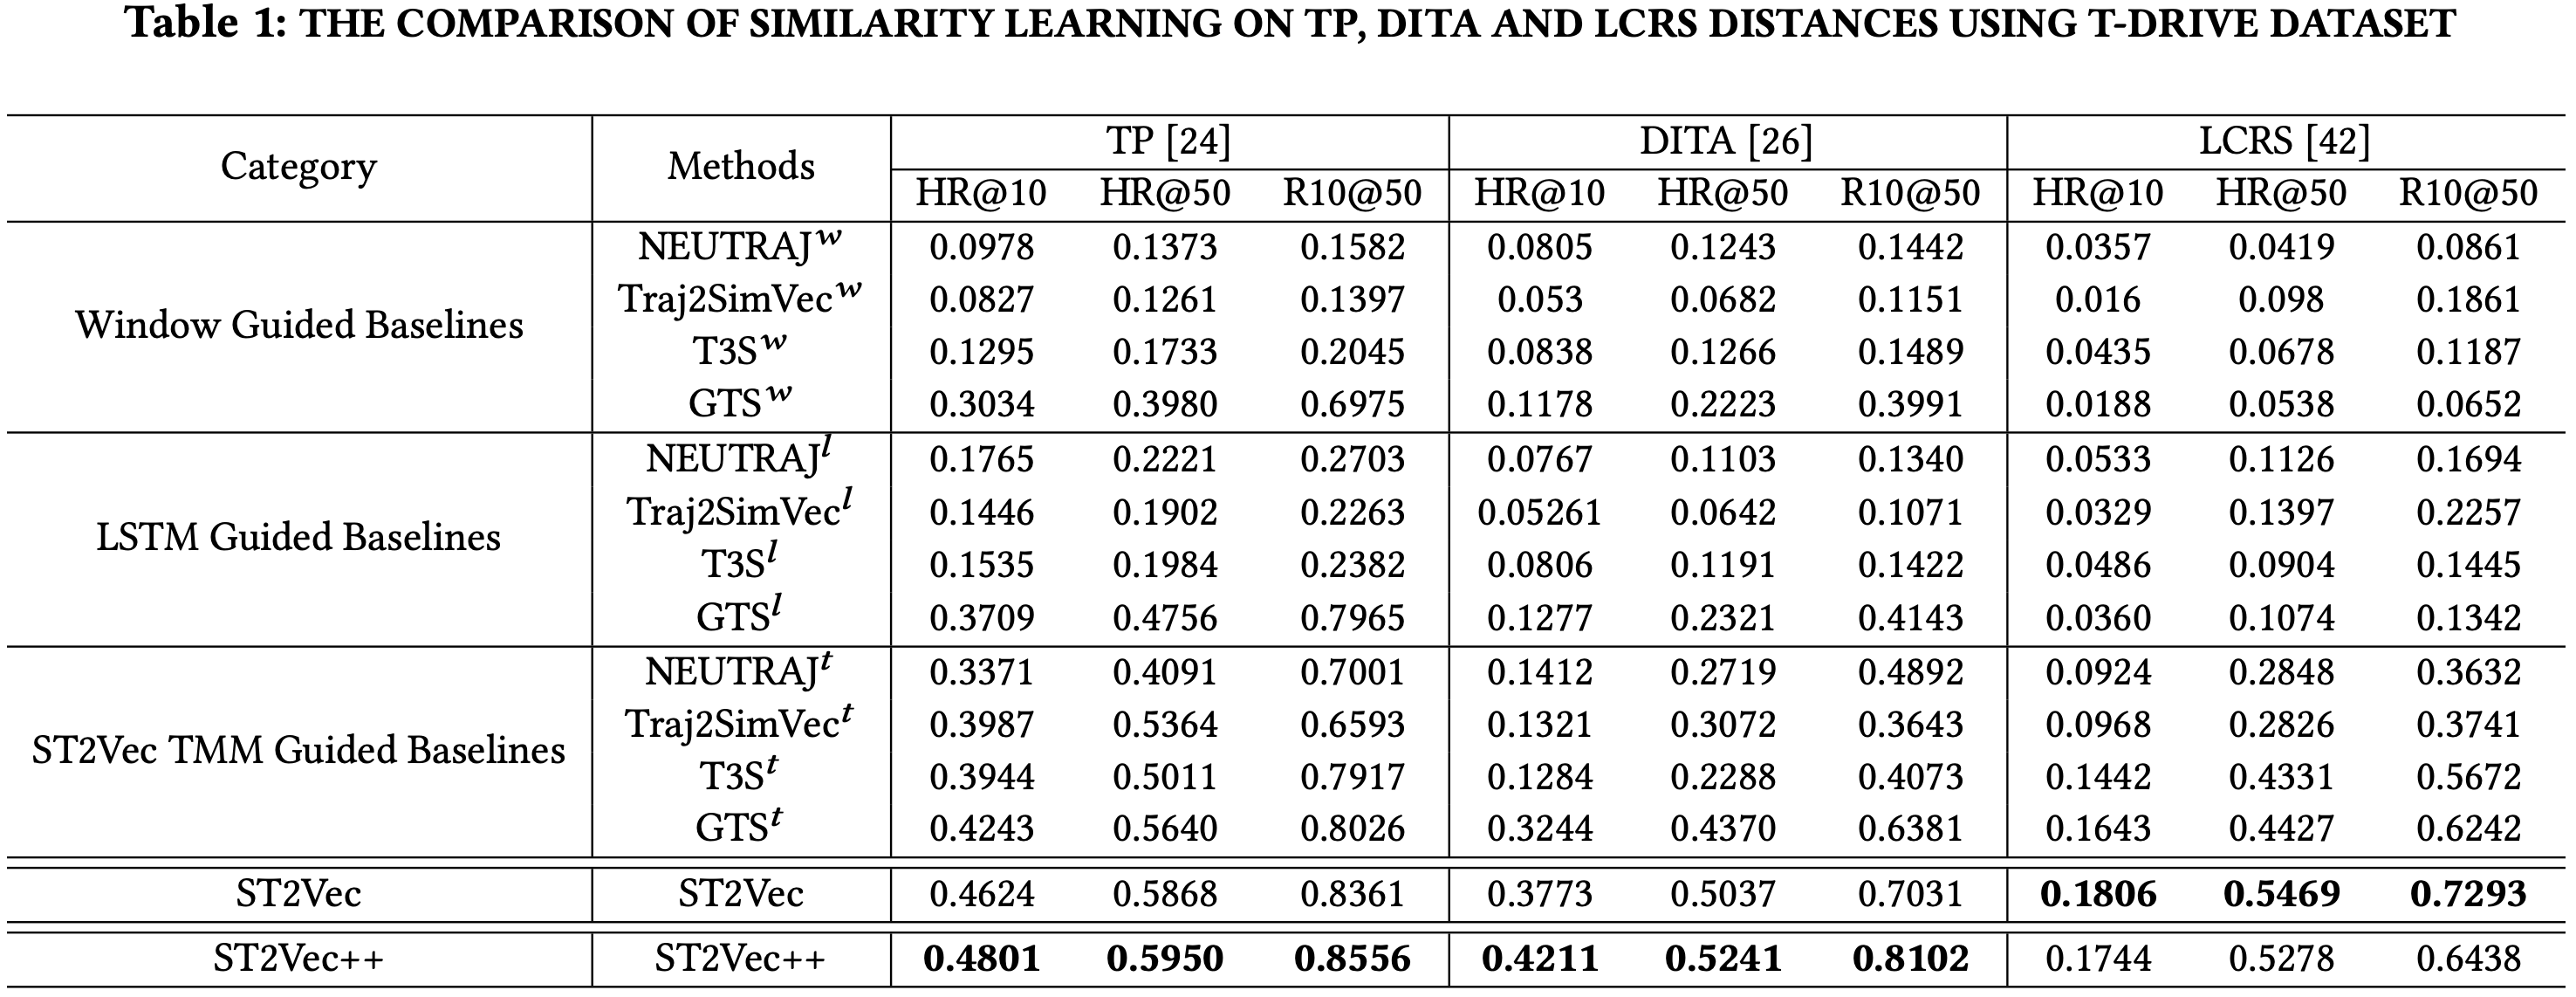 Table 1: THE COMPARISON OF SIMILARITY LEARNING ON TP, DITA AND LCRS DISTANCES USING T-DRIVE DATASET
Category Methods TP [24] DITA [26] LCRS [42]
HR@10 HR@50 R10@50 HR@10 HR@50 R10@50 HR@10 HR@50 R10@50
Window Guided Baselines
NEUTRAJ^w 0.0978 0.1373 0.1582 0.0805 0.1243 0.1442 0.0357 0.0419 0.0861
Traj2SimVec^w 0.0827 0.1261 0.1397 0.053 0.0682 0.1151 0.016 0.098 0.1861
T3S^w 0.1295 0.1733 0.2045 0.0838 0.1266 0.1489 0.0435 0.0678 0.1187
GTS^w 0.3034 0.3980 0.6975 0.1178 0.2223 0.3991 0.0188 0.0538 0.0652
LSTM Guided Baselines
NEUTRAJ^l 0.1765 0.2221 0.2703 0.0767 0.1103 0.1340 0.0533 0.1126 0.1694
Traj2SimVec^l 0.1446 0.1902 0.2263 0.05261 0.0642 0.1071 0.0329 0.1397 0.2257
T3S^l 0.1535 0.1984 0.2382 0.0806 0.1191 0.1422 0.0486 0.0904 0.1445
GTS^l 0.3709 0.4756 0.7965 0.1277 0.2321 0.4143 0.0360 0.1074 0.1342
ST2Vec TMM Guided Baselines
NEUTRAJ^t 0.3371 0.4091 0.7001 0.1412 0.2719 0.4892 0.0924 0.2848 0.3632
Traj2SimVec^t 0.3987 0.5364 0.6593 0.1321 0.3072 0.3643 0.0968 0.2826 0.3741
T3S^t 0.3944 0.5011 0.7917 0.1284 0.2288 0.4073 0.1442 0.4331 0.5672
GTS^t 0.4243 0.5640 0.8026 0.3244 0.4370 0.6381 0.1643 0.4427 0.6242
ST2Vec ST2Vec 0.4624 0.5868 0.8361 0.3773 0.5037 0.7031 0.1806 0.5469 0.7293
ST2Vec++ ST2Vec++ 0.4801 0.5950 0.8556 0.4211 0.5241 0.8102 0.1744 0.5278 0.6438